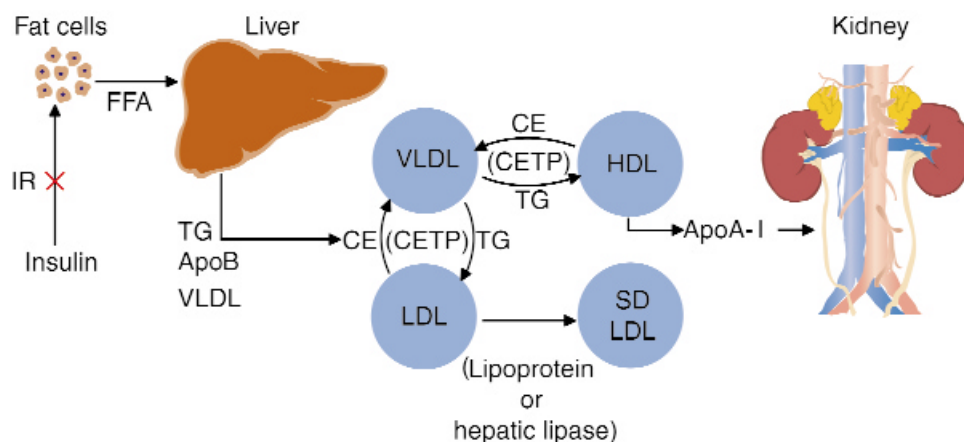 Fat cells
Liver
Kidney
FFA
IR
Insulin
TG
ApoB
VLDL
VLDL
CE
(CETP)
TG
HDL
CE (CETP) TG
ApoA-I
LDL
SD
LDL
(Lipoprotein
or
hepatic lipase)